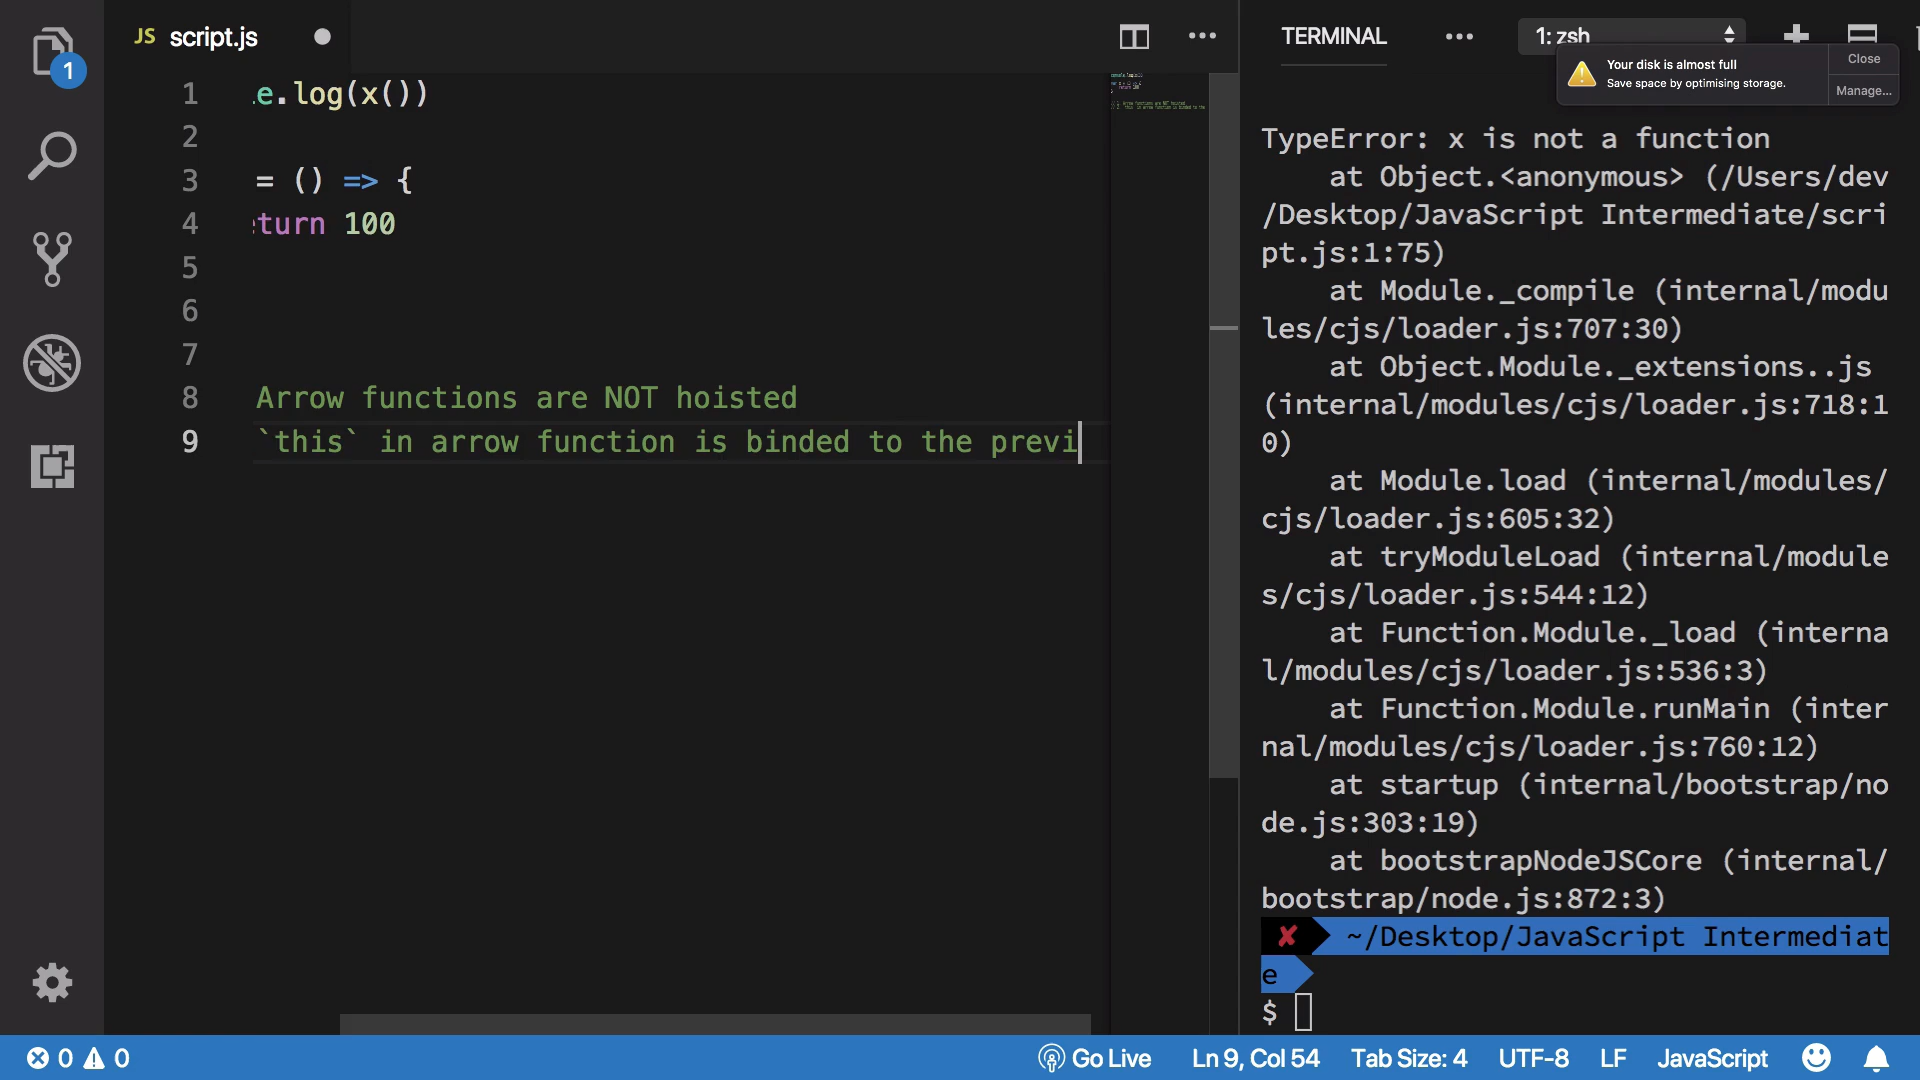 JS script.js
1
1 e.log(x())
2
3 = () => {
4 turn 100
5
6
7
8 Arrow functions are NOT hoisted
9 `this` in arrow function is binded to the previ
TERMINAL
1: zsh
Your disk is almost full
Save space by optimising storage.
Close
Manage...
TypeError: x is not a function
at Object.<anonymous> (/Users/dev
/Desktop/JavaScript Intermediate/scri
pt.js:1:75)
at Module._compile (internal/modu
les/cjs/loader.js:707:30)
at Object.Module._extensions..js
(internal/modules/cjs/loader.js:718:1
0)
at Module.load (internal/modules/
cjs/loader.js:605:32)
at tryModuleLoad (internal/module
s/cjs/loader.js:544:12)
at Function.Module._load (interna
l/modules/cjs/loader.js:536:3)
at Function.Module.runMain (inter
nal/modules/cjs/loader.js:760:12)
at startup (internal/bootstrap/no
de.js:303:19)
at bootstrapNodeJSCore (internal/
bootstrap/node.js:872:3)
✘ ~/Desktop/JavaScript Intermediat
e
$
0 0
Go Live Ln 9, Col 54 Tab Size: 4 UTF-8 LF JavaScript